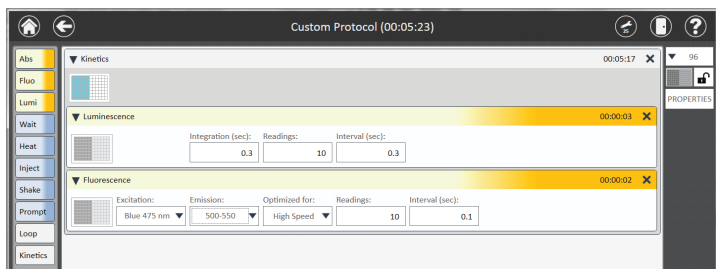 Custom Protocol (00:05:23)
25
Abs
Fluo
Lumi
Wait
Heat
Inject
Shake
Prompt
Loop
Kinetics
Kinetics 00:05:17
Luminescence 00:00:03
Integration (sec): Readings: Interval (sec):
0.3 10 0.3
Fluorescence 00:00:02
Excitation: Emission: Optimized for: Readings: Interval (sec):
Blue 475 nm 500-550 High Speed 10 0.1
96
PROPERTIES